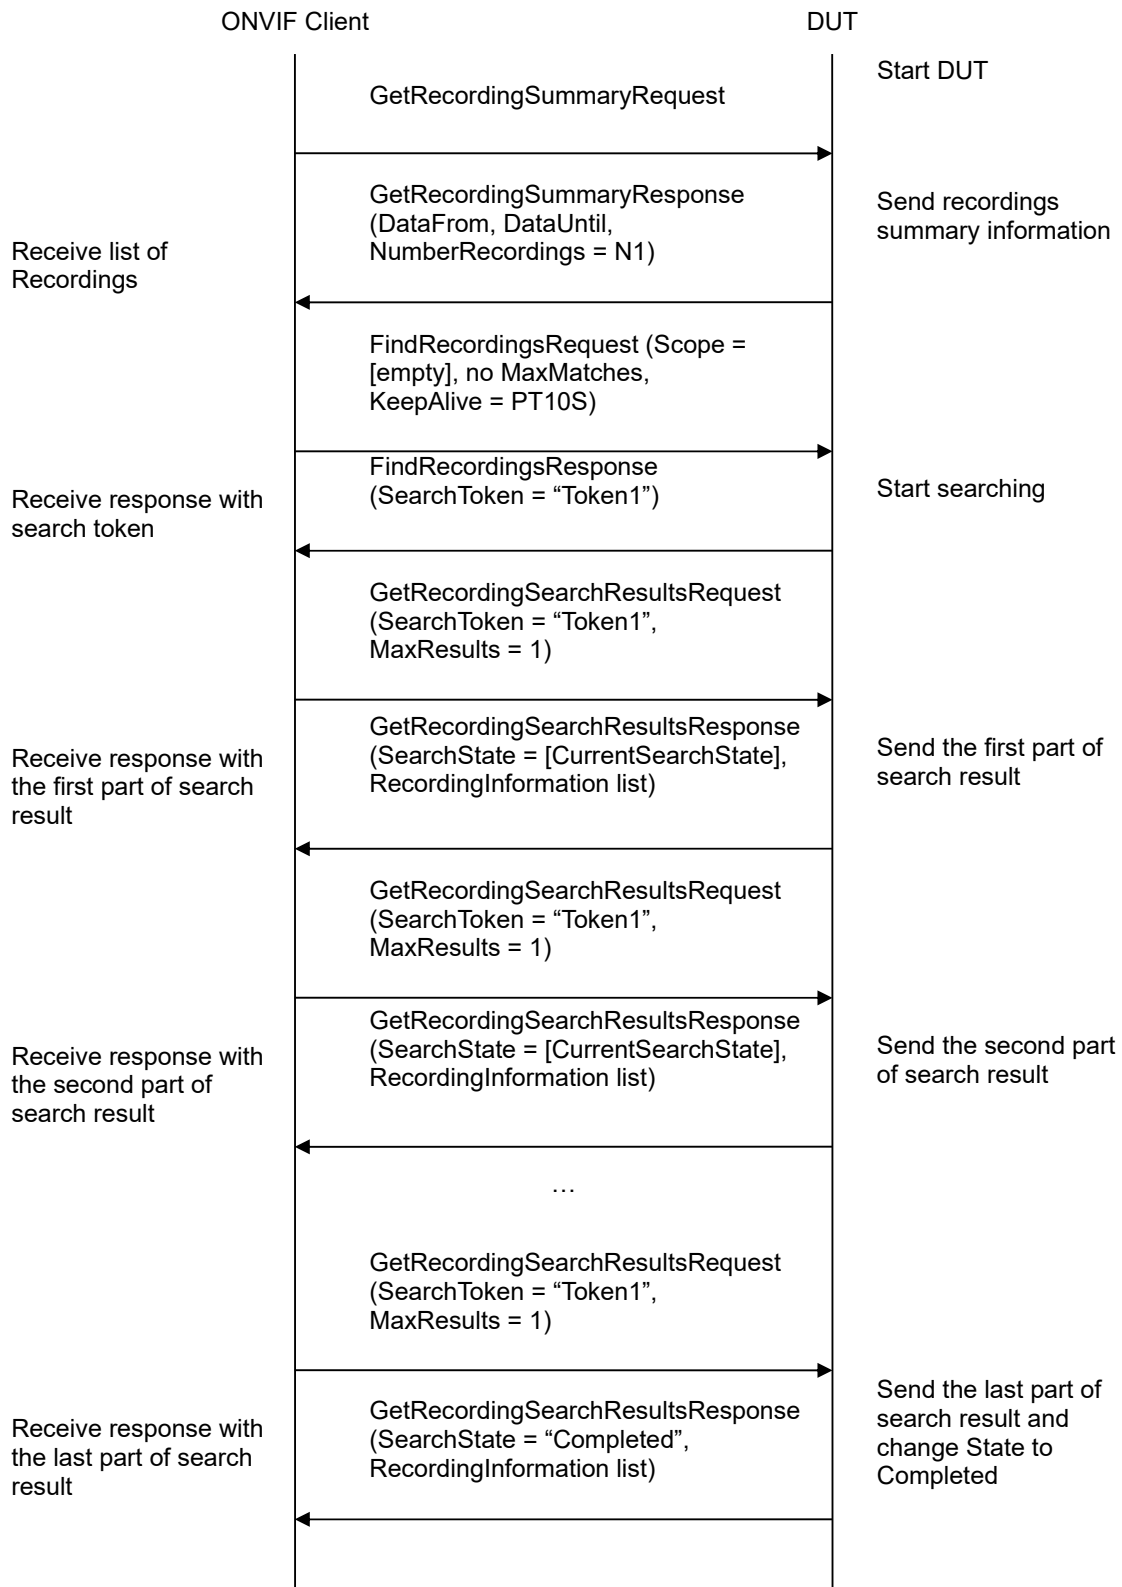 ONVIF Client
DUT
Start DUT
GetRecordingSummaryRequest
GetRecordingSummaryResponse
(DataFrom, DataUntil,
NumberRecordings = N1)
Send recordings
summary information
Receive list of
Recordings
FindRecordingsRequest (Scope =
[empty], no MaxMatches,
KeepAlive = PT10S)
FindRecordingsResponse
(SearchToken = “Token1”)
Start searching
Receive response with
search token
GetRecordingSearchResultsRequest
(SearchToken = “Token1”,
MaxResults = 1)
GetRecordingSearchResultsResponse
(SearchState = [CurrentSearchState],
RecordingInformation list)
Send the first part of
search result
Receive response with
the first part of search
result
GetRecordingSearchResultsRequest
(SearchToken = “Token1”,
MaxResults = 1)
GetRecordingSearchResultsResponse
(SearchState = [CurrentSearchState],
RecordingInformation list)
Send the second part
of search result
Receive response with
the second part of
search result
…
GetRecordingSearchResultsRequest
(SearchToken = “Token1”,
MaxResults = 1)
GetRecordingSearchResultsResponse
(SearchState = “Completed”,
RecordingInformation list)
Send the last part of
search result and
change State to
Completed
Receive response with
the last part of search
result